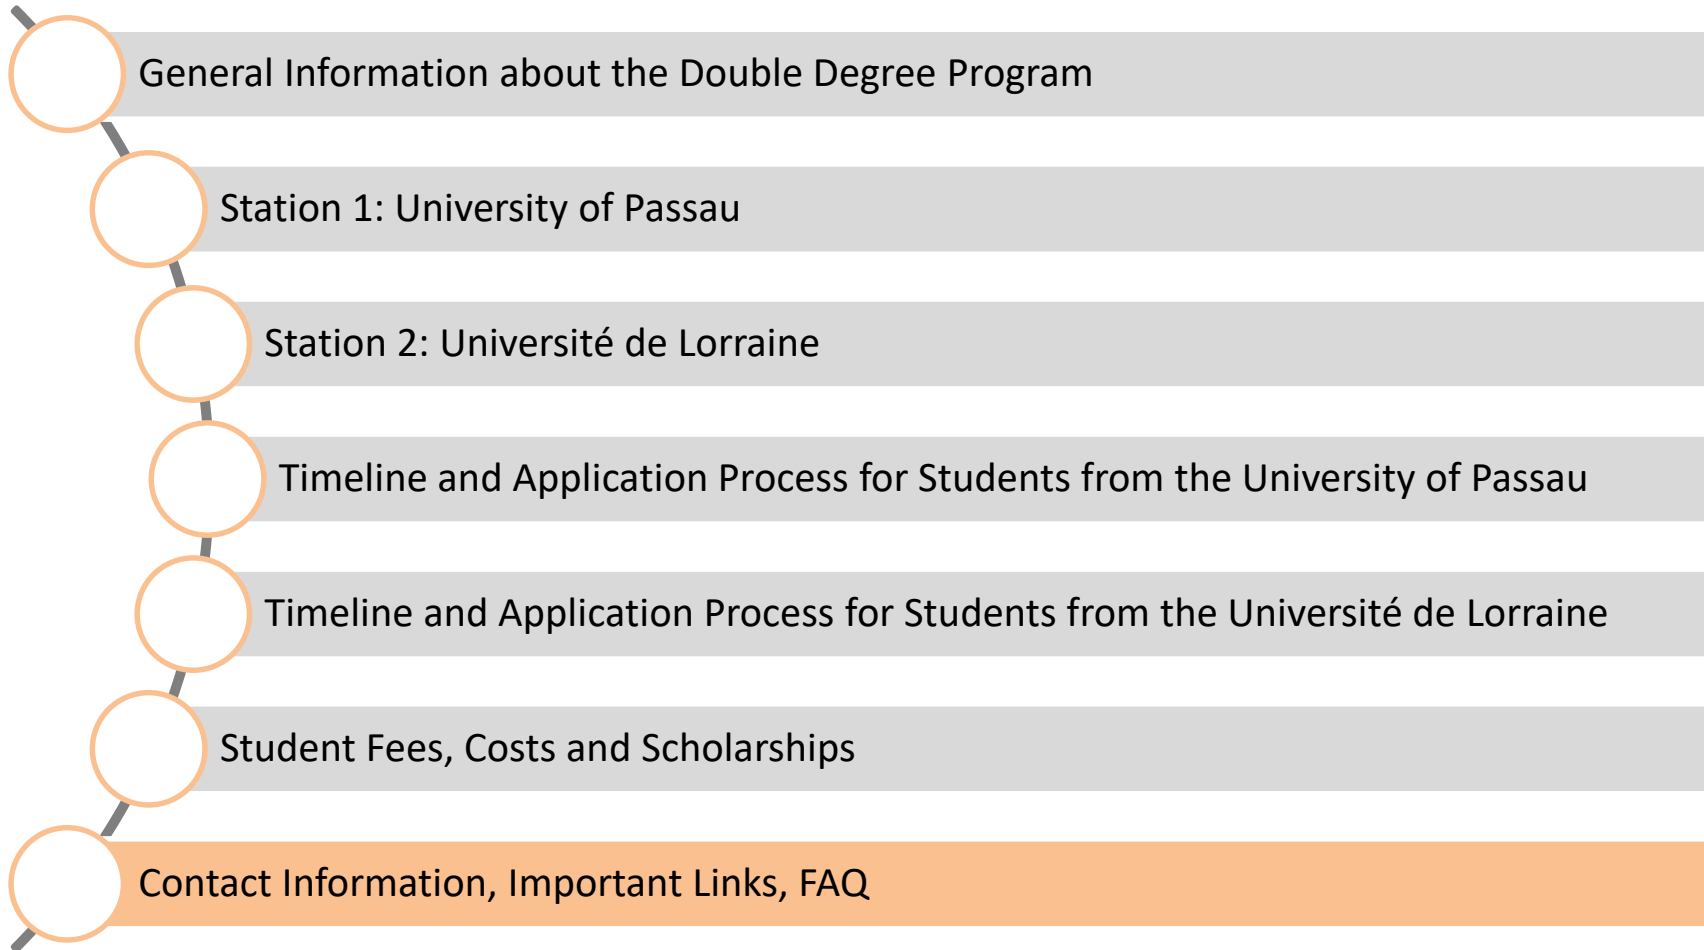 General Information about the Double Degree Program
Station 1: University of Passau
Station 2: Université de Lorraine
Timeline and Application Process for Students from the University of Passau
Timeline and Application Process for Students from the Université de Lorraine
Student Fees, Costs and Scholarships
Contact Information, Important Links, FAQ